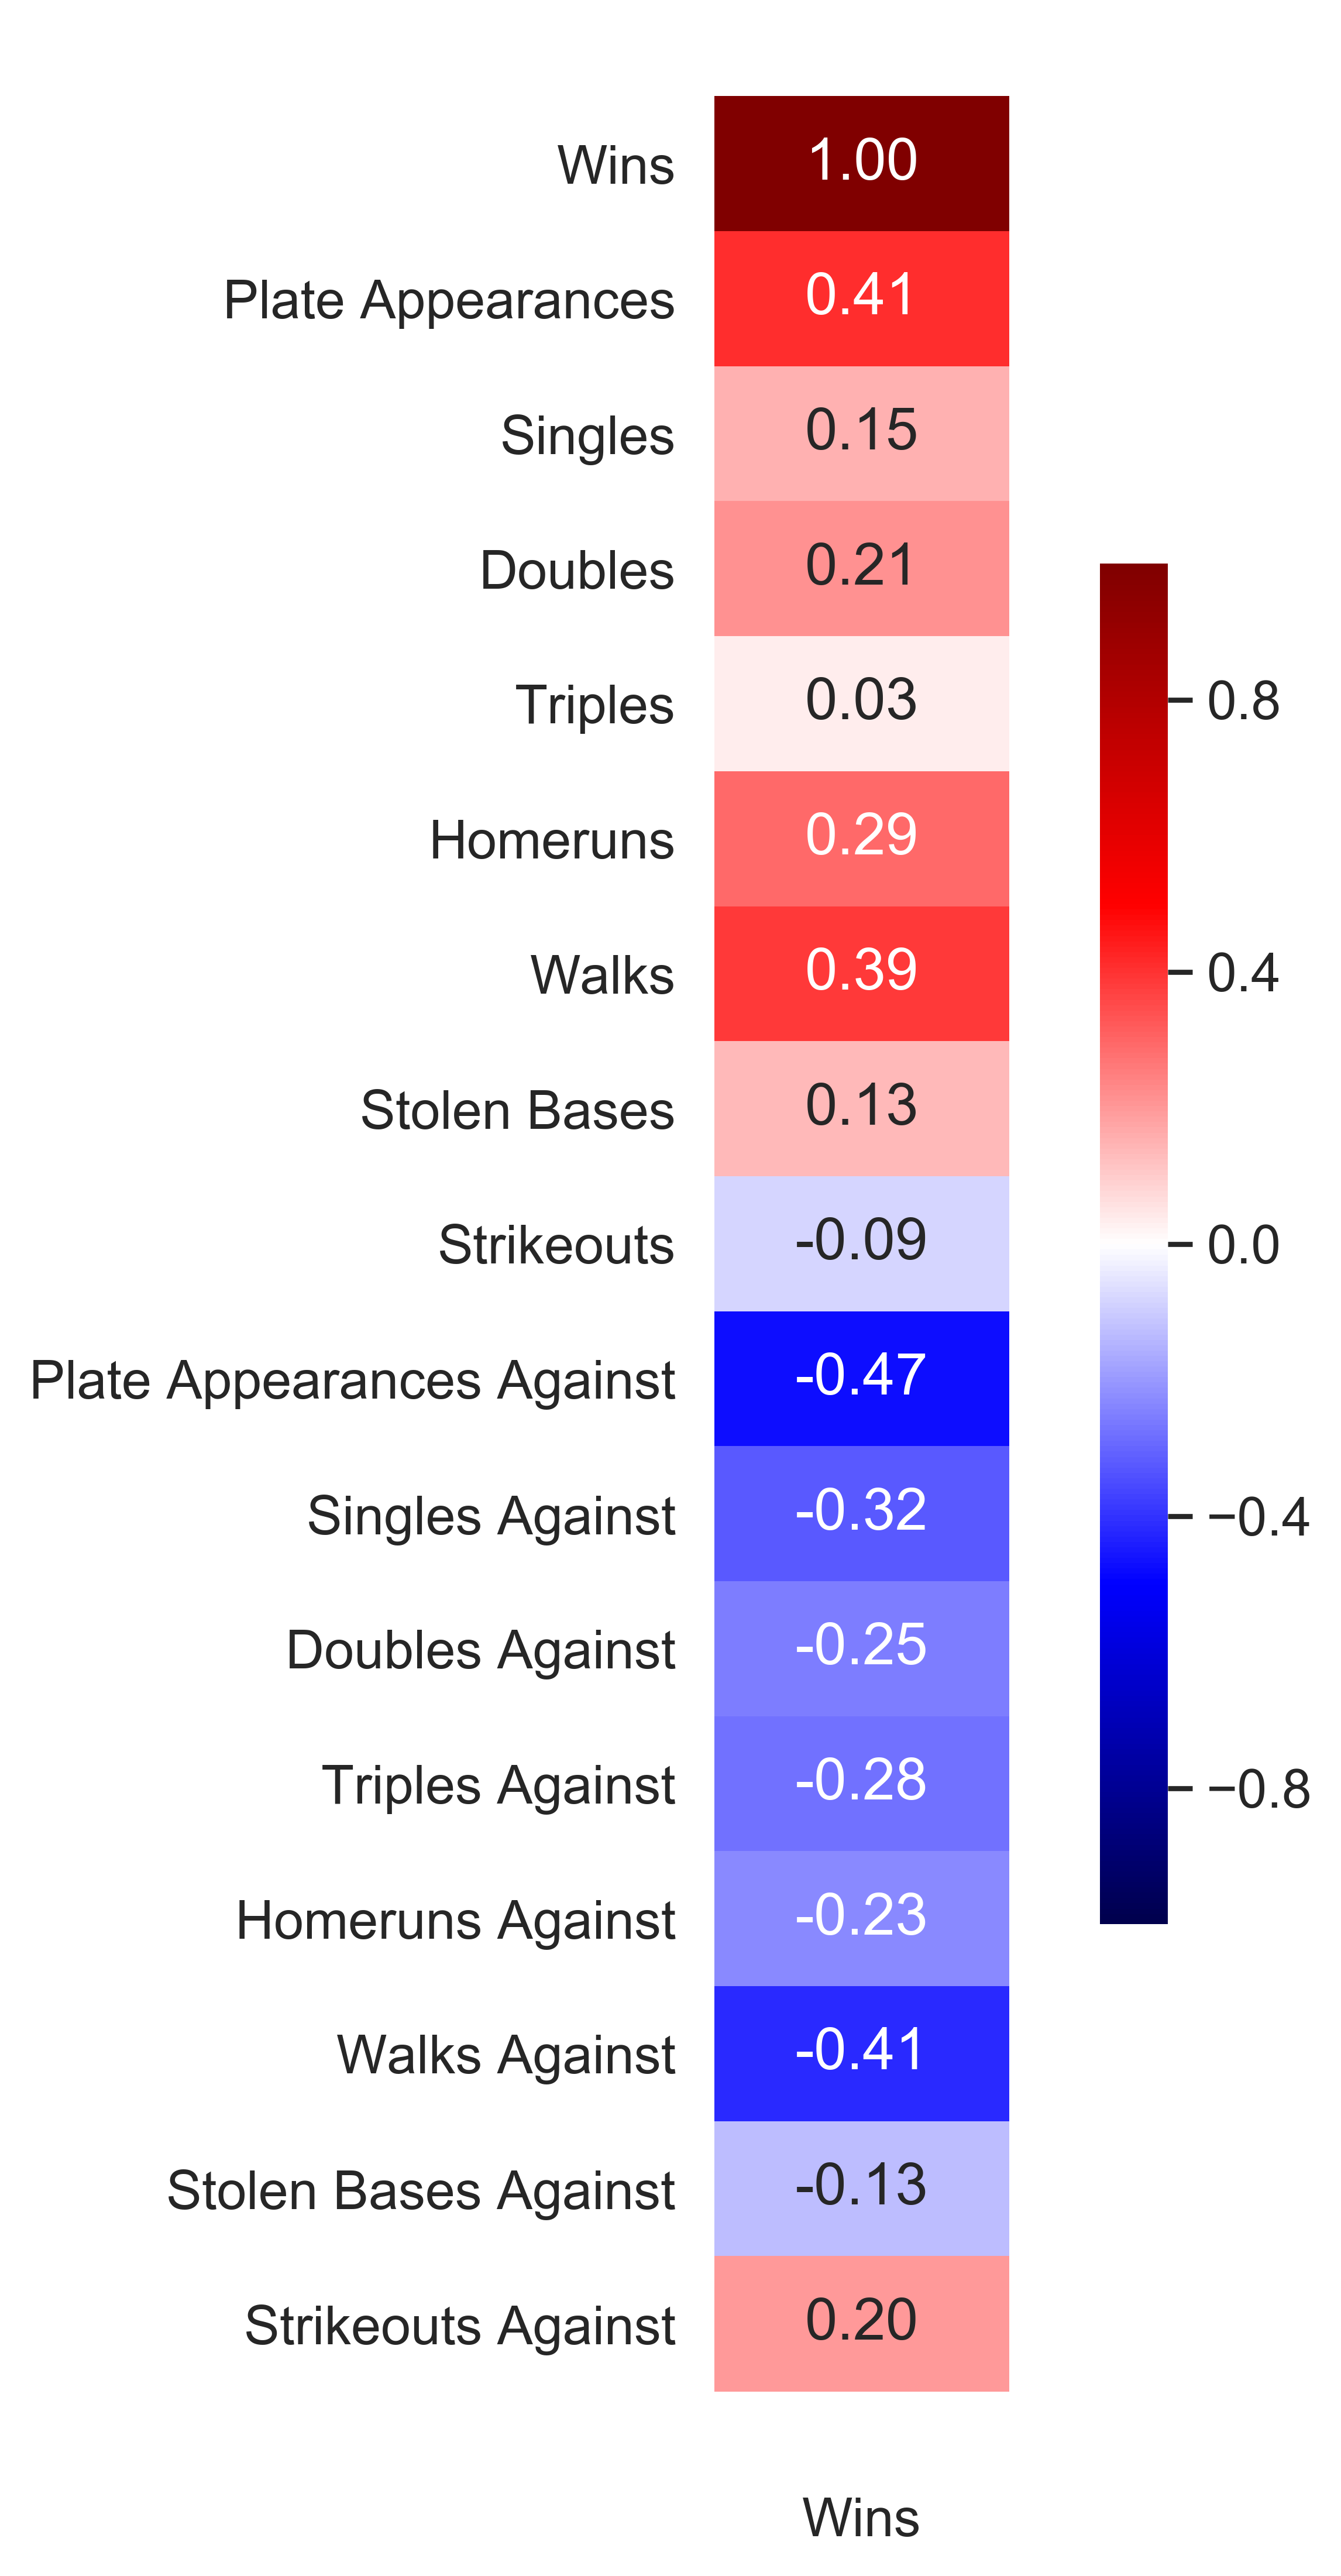 Wins 1.00
Plate Appearances 0.41
Singles 0.15
Doubles 0.21
Triples 0.03
Homeruns 0.29
Walks 0.39
Stolen Bases 0.13
Strikeouts -0.09
Plate Appearances Against -0.47
Singles Against -0.32
Doubles Against -0.25
Triples Against -0.28
Homeruns Against -0.23
Walks Against -0.41
Stolen Bases Against -0.13
Strikeouts Against 0.20
Wins
0.8
0.4
0.0
−0.4
−0.8